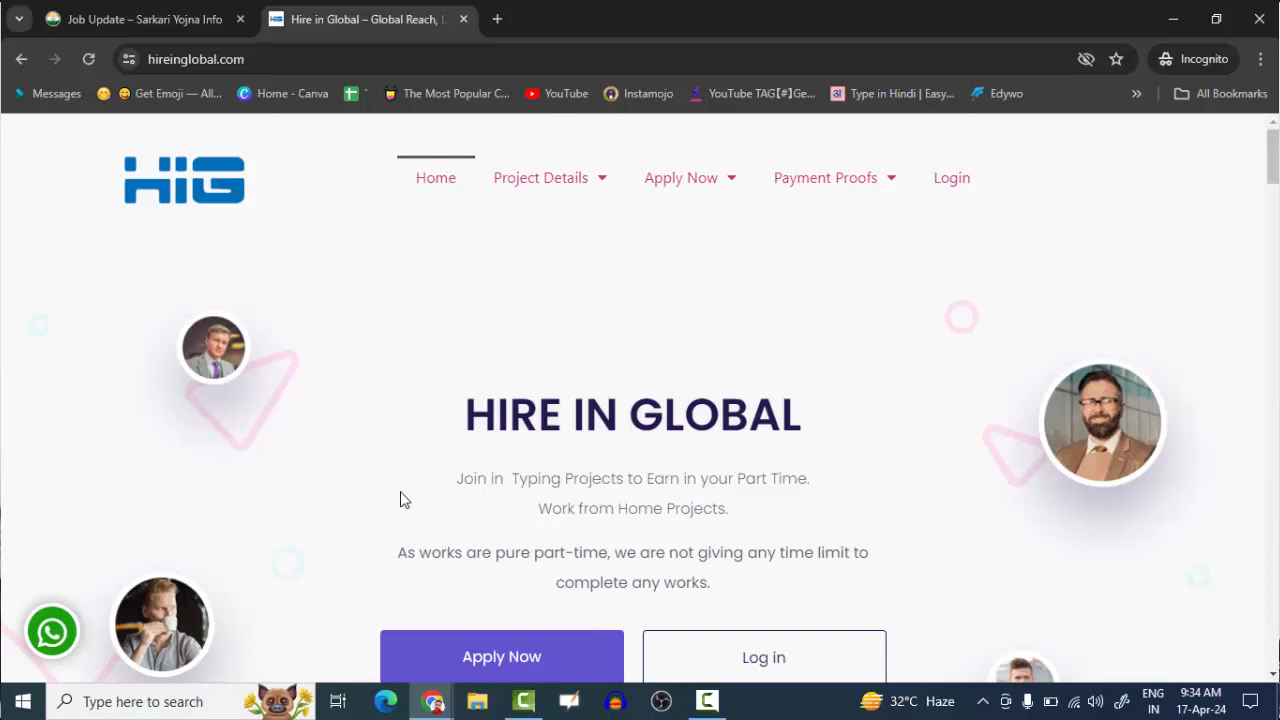 Job Update – Sarkari Yojna Info
Hire in Global – Global Reach, L
hireinglobal.com
Incognito
Messages
Get Emoji — All...
Home - Canva
The Most Popular C...
YouTube
Instamojo
YouTube TAG[#]Ge...
Type in Hindi | Easy...
Edywo
All Bookmarks
HiG
Home
Project Details
Apply Now
Payment Proofs
Login
HIRE IN GLOBAL
Join in Typing Projects to Earn in your Part Time.
Work from Home Projects.
As works are pure part-time, we are not giving any time limit to
complete any works.
Apply Now
Log in
Type here to search
32°C Haze
ENG
IN
9:34 AM
17-Apr-24